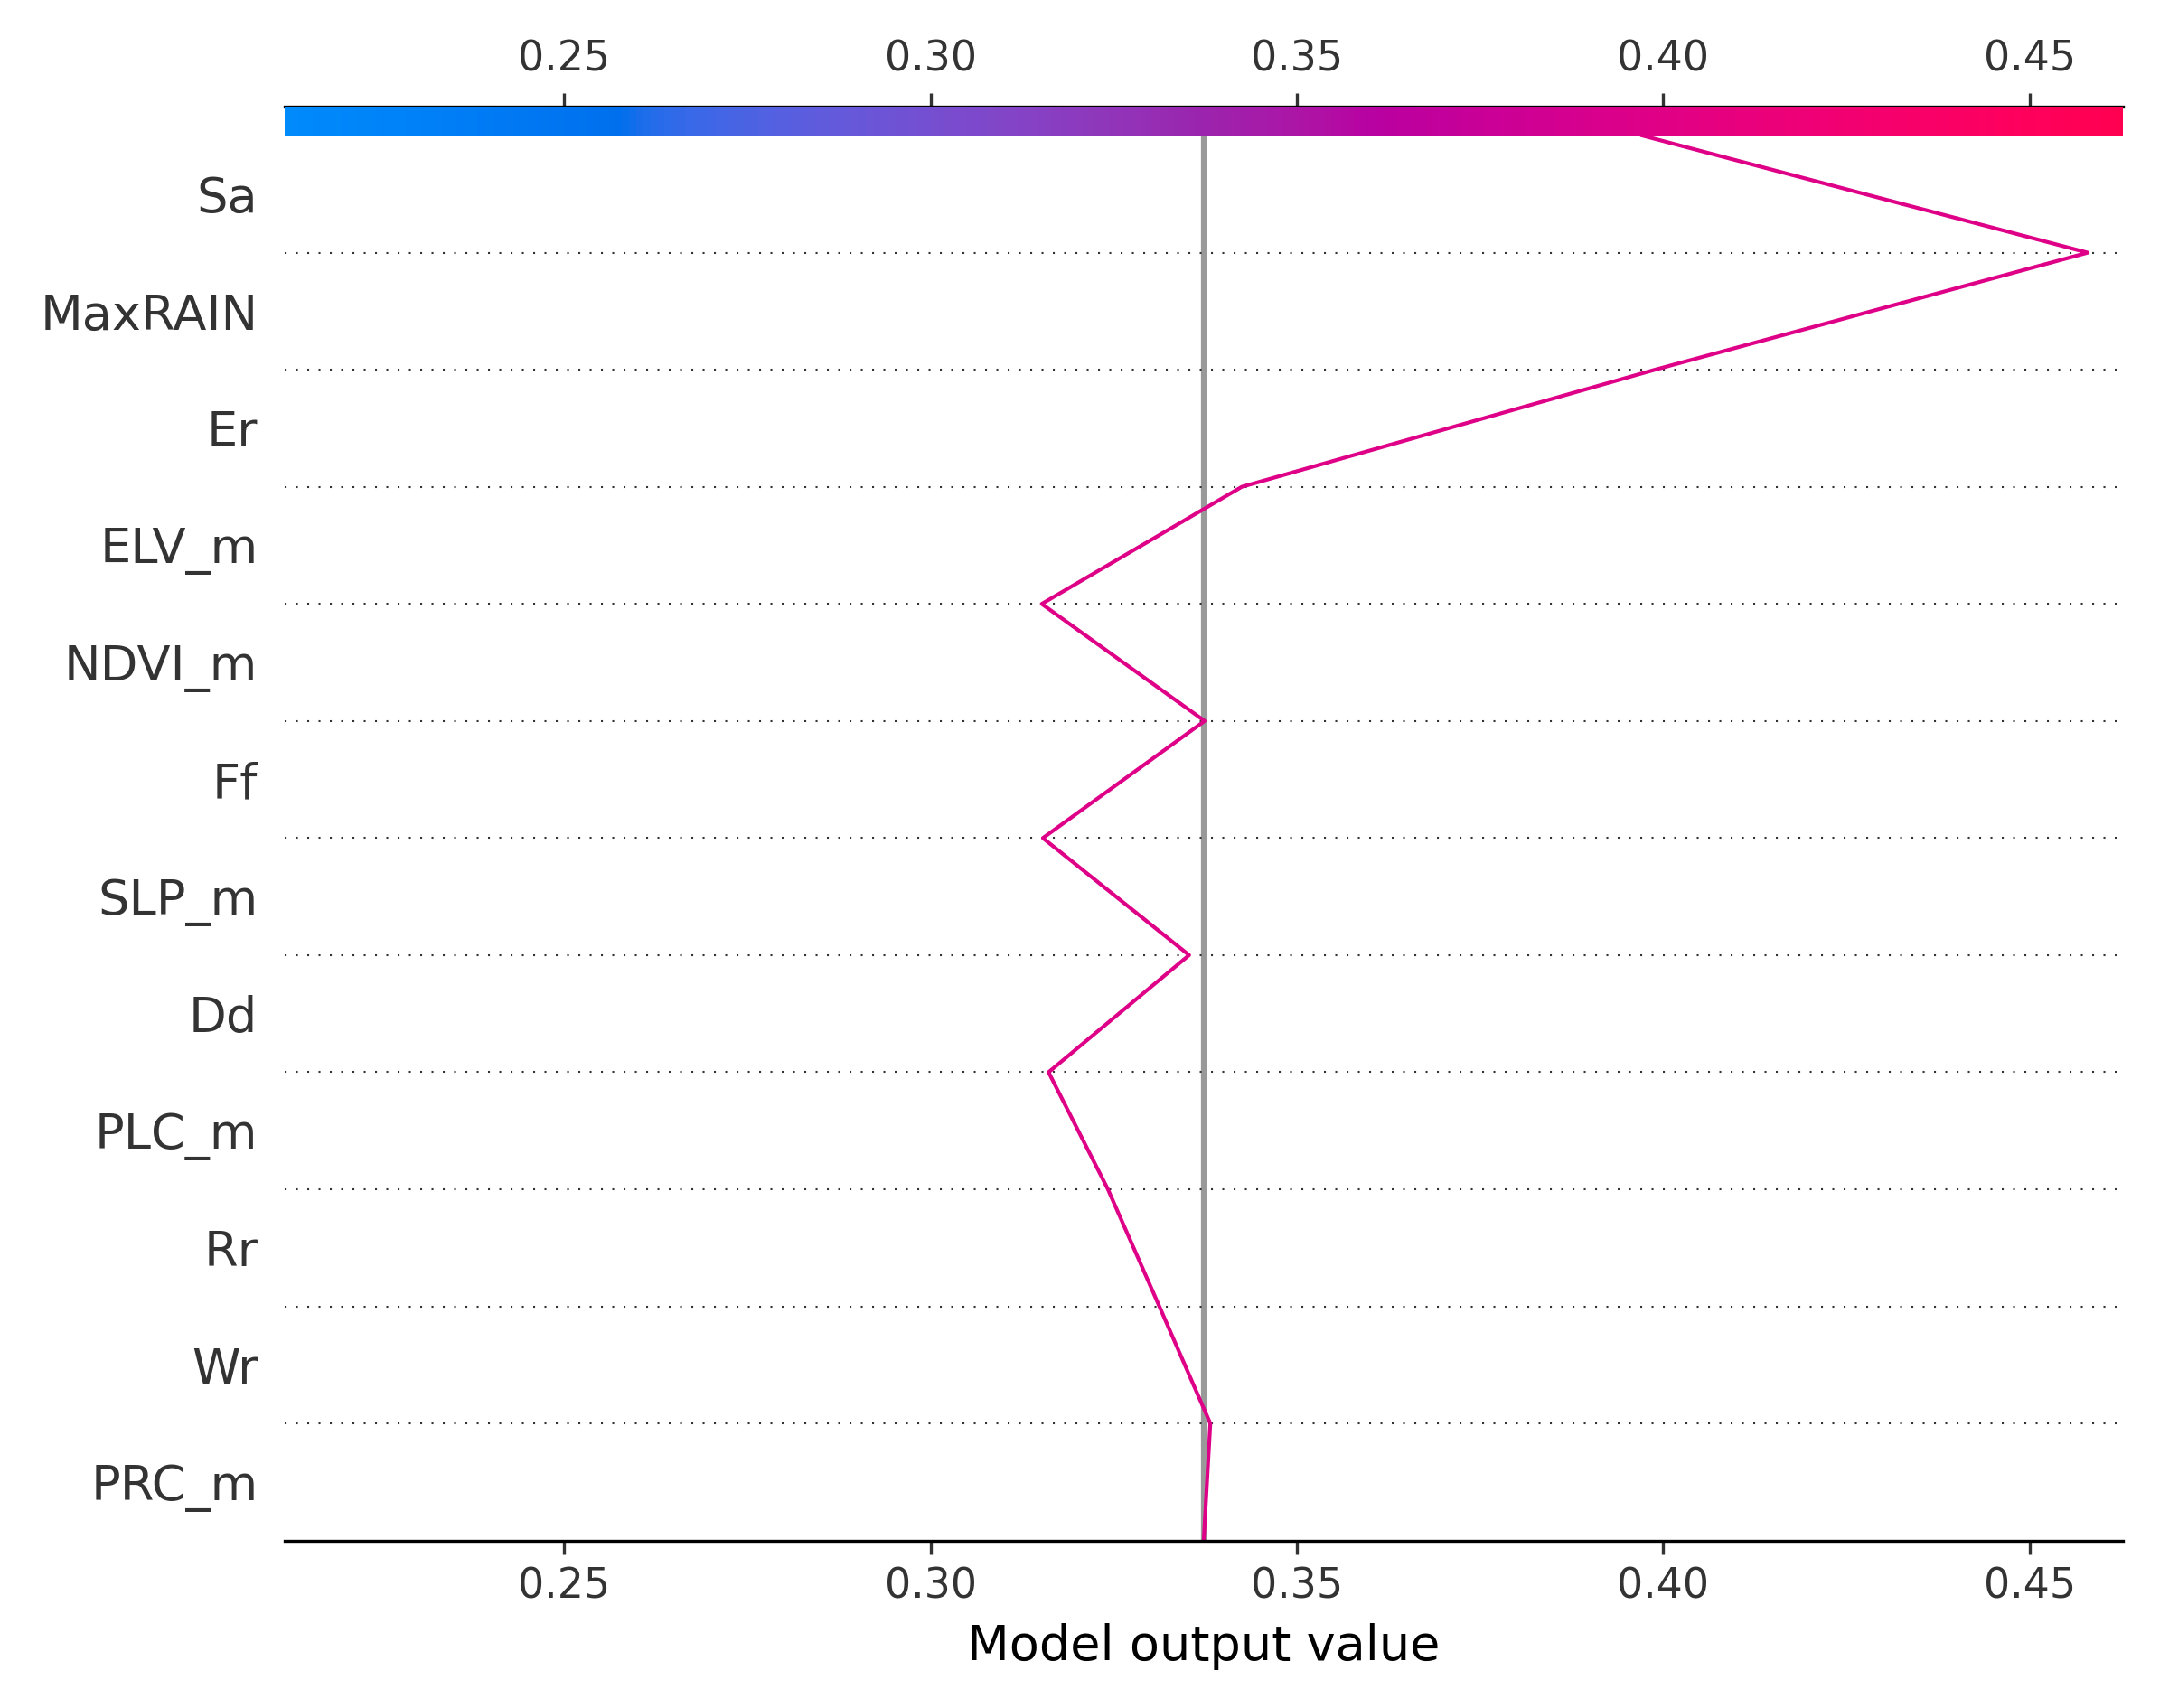 0.25 0.30 0.35 0.40 0.45
Sa
MaxRAIN
Er
ELV_m
NDVI_m
Ff
SLP_m
Dd
PLC_m
Rr
Wr
PRC_m
0.25 0.30 0.35 0.40 0.45
Model output value